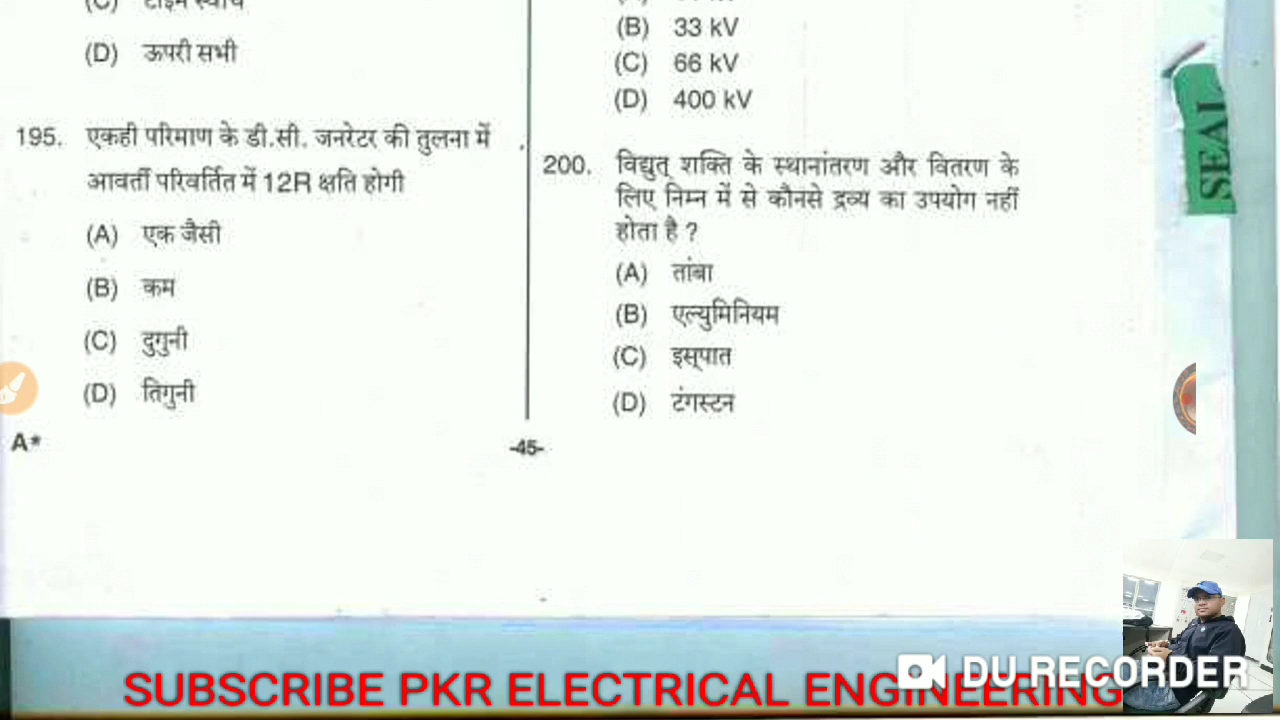 (C) टाइम स्वीच
(D) ऊपरी सभी
195. एकही परिमाण के डी.सी. जनरेटर की तुलना में
आवर्ती परिवर्तित में 12R क्षति होगी
(A) एक जैसी
(B) कम
(C) दुगुनी
(D) तिगुनी
A*
(B) 33 kV
(C) 66 kV
(D) 400 kV
200. विद्युत् शक्ति के स्थानांतरण और वितरण के
लिए निम्न में से कौनसे द्रव्य का उपयोग नहीं
होता है ?
(A) तांबा
(B) एल्युमिनियम
(C) इस्पात
(D) टंगस्टन
-45-
SEAL
SUBSCRIBE PKR ELECTRICAL ENGINEERING
DU RECORDER